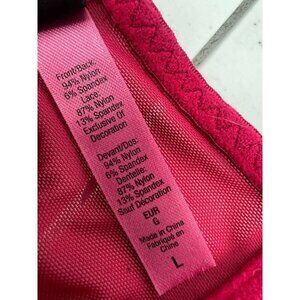 Front/Back:
94% Nylon
6% Spandex
Lace:
87% Nylon
13% Spandex
Exclusive Of
Decoration
Devant/Dos:
94% Nylon
6% Spandex
Dentelle:
87% Nylon
13% Spandex
Sauf Décoration
EUR
G
Made in China
Fabriqué en
Chine
L